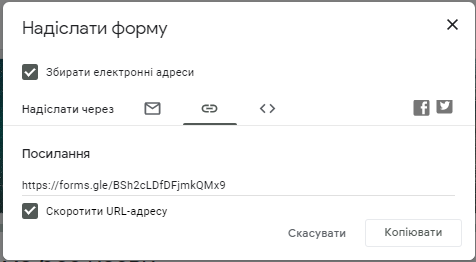 Надіслати форму
Збирати електронні адреси
Надіслати через
Посилання
https://forms.gle/BSh2cLDfDFjmkQMx9
Скоротити URL-адресу
Скасувати Копіювати